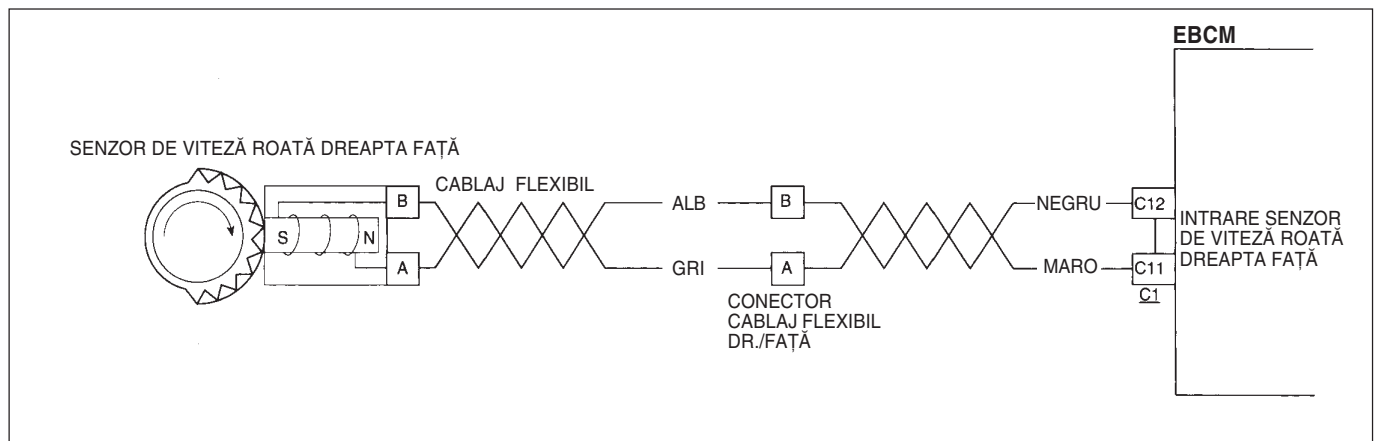 EBCM
SENZOR DE VITEZĂ ROATĂ DREAPTA FAȚĂ
CABLAJ FLEXIBIL
S
N
B
A
ALB
GRI
B
A
CONECTOR
CABLAJ FLEXIBIL
DR./FAȚĂ
NEGRU
MARO
C12
C11
C1
INTRARE SENZOR
DE VITEZĂ ROATĂ
DREAPTA FAȚĂ